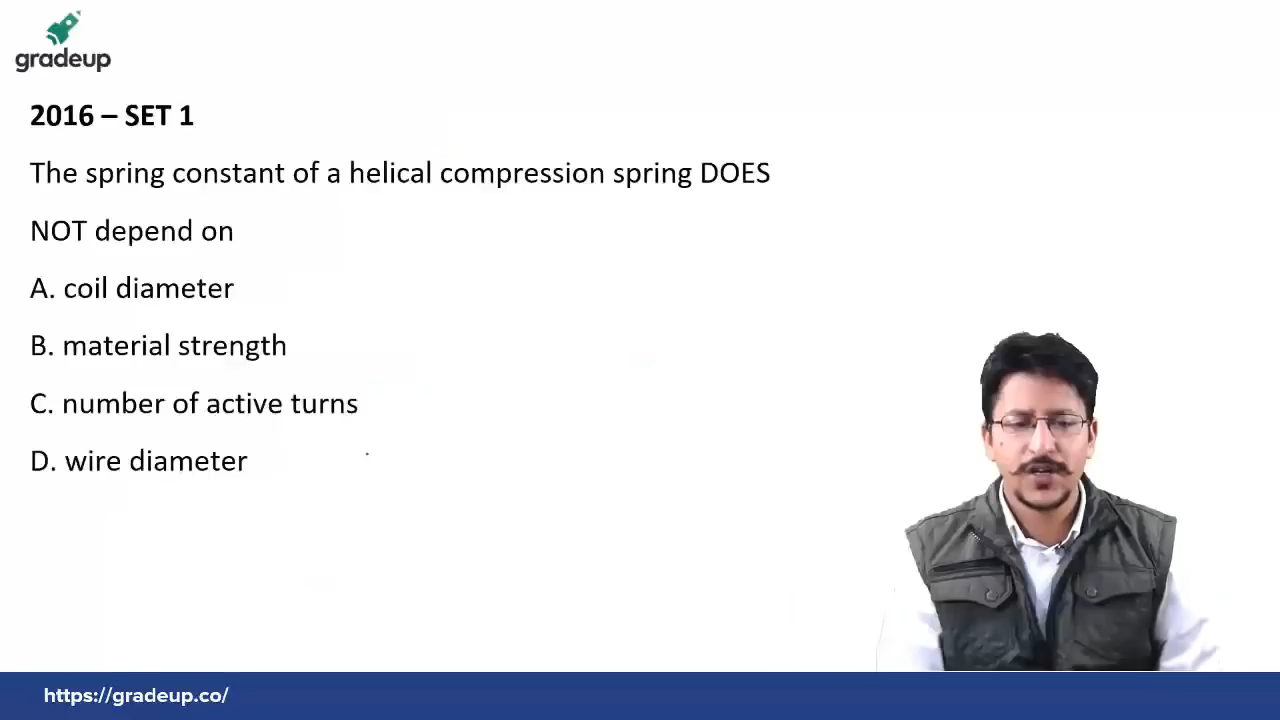 gradeup
2016 – SET 1
The spring constant of a helical compression spring DOES
NOT depend on
A. coil diameter
B. material strength
C. number of active turns
D. wire diameter
https://gradeup.co/